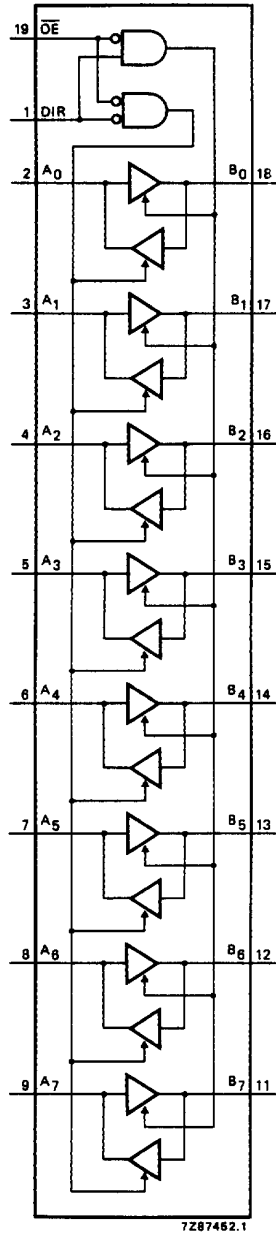 19 O̅E̅
1 DIR
2 A0 B0 18
3 A1 B1 17
4 A2 B2 16
5 A3 B3 15
6 A4 B4 14
7 A5 B5 13
8 A6 B6 12
9 A7 B7 11
7Z87452.1